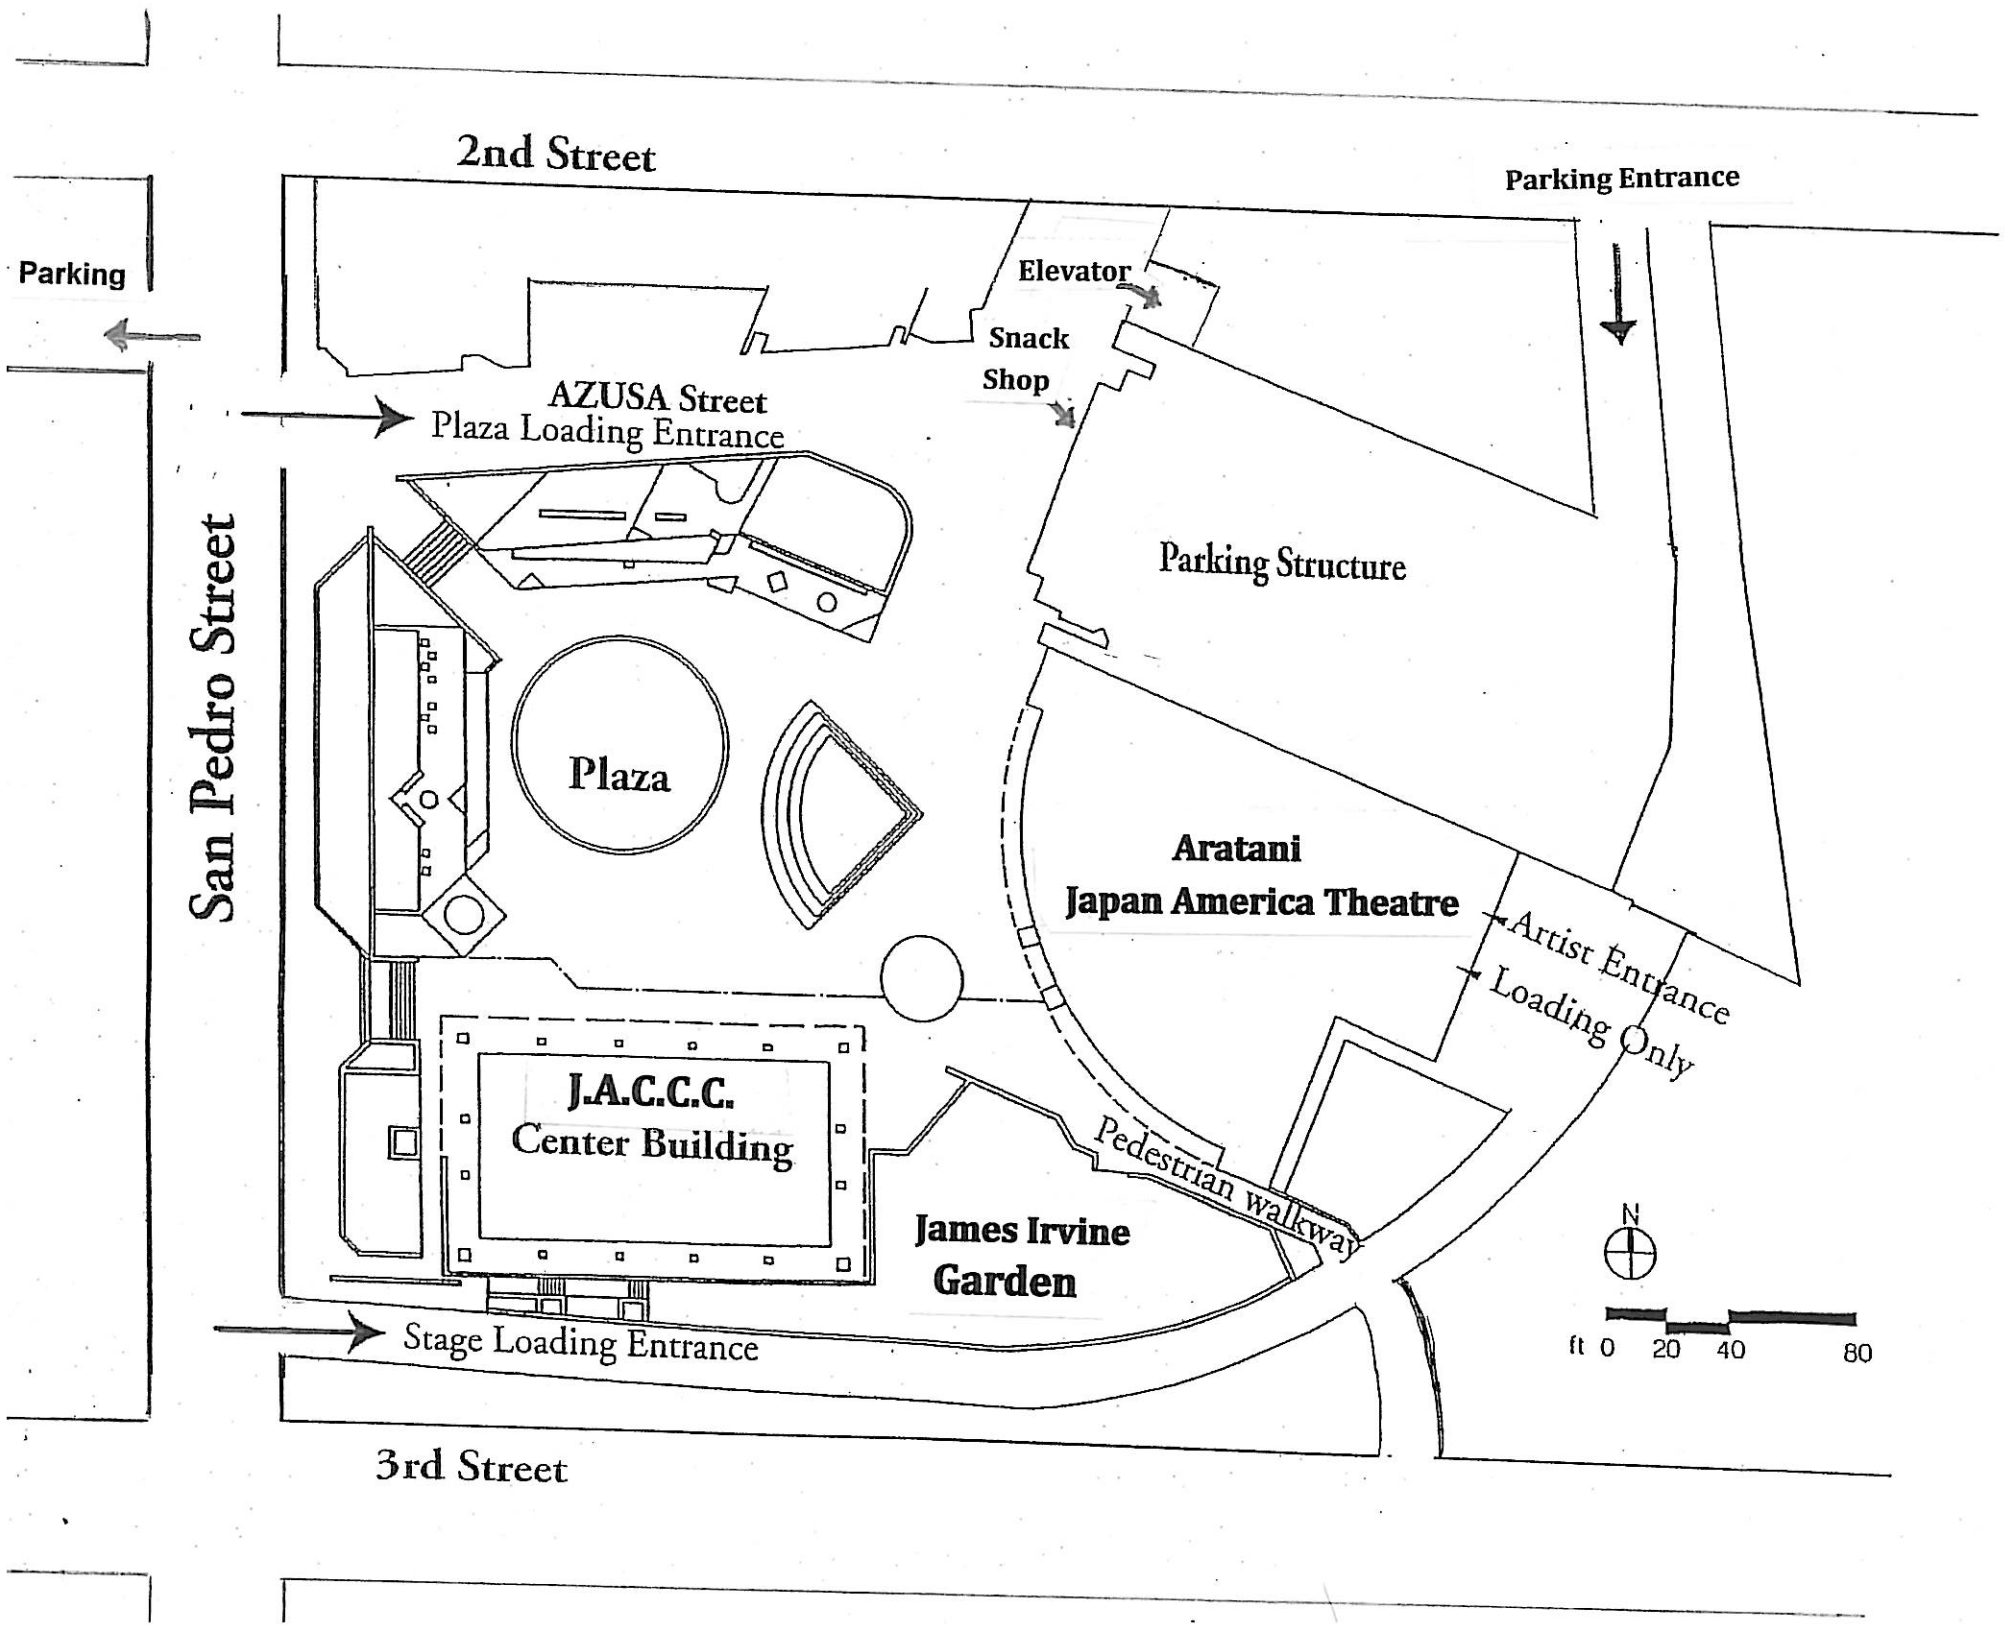 2nd Street
Parking Entrance
Parking
Elevator
Snack
Shop
AZUSA Street
Plaza Loading Entrance
San Pedro Street
Parking Structure
Plaza
Aratani
Japan America Theatre
Artist Entrance
Loading Only
J.A.C.C.C.
Center Building
Pedestrian walkway
James Irvine
Garden
N
ft 0 20 40 80
Stage Loading Entrance
3rd Street